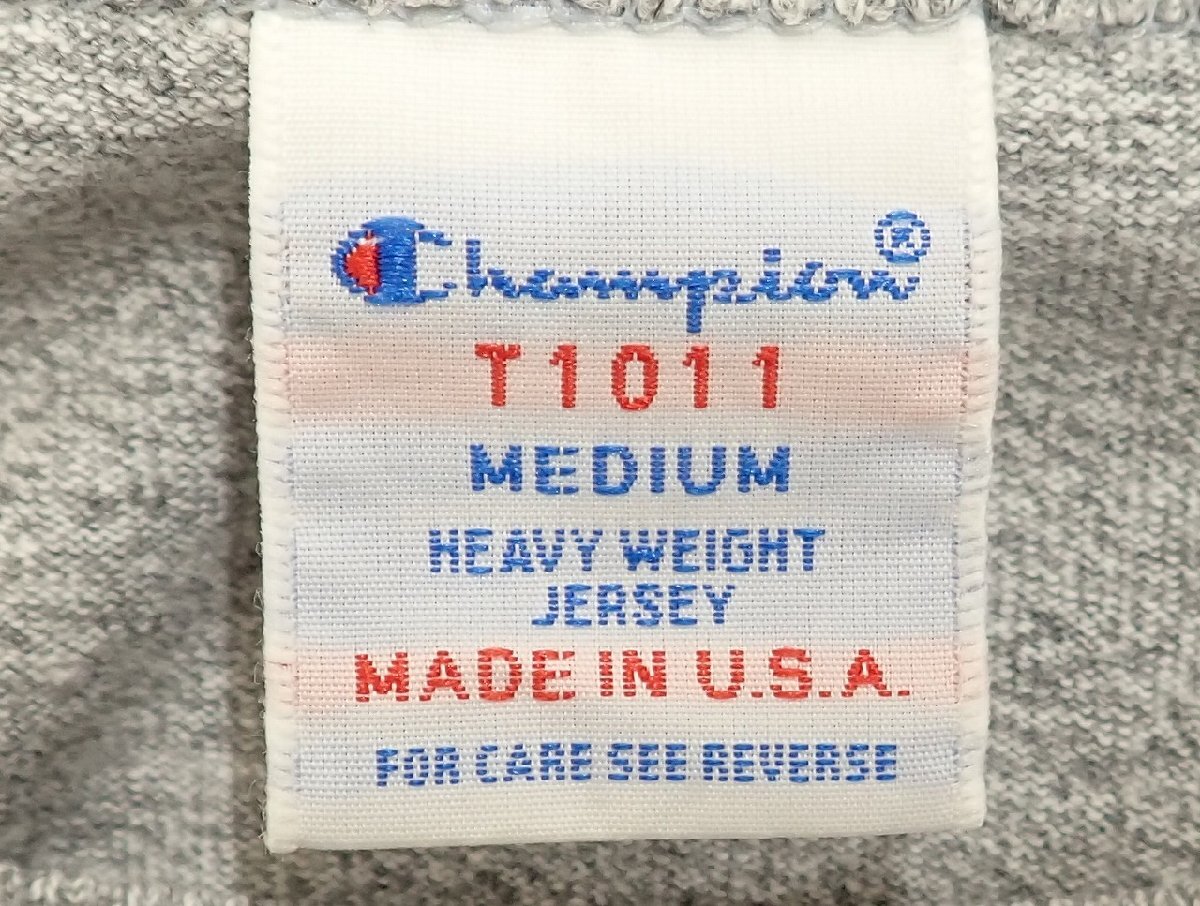 Champion®
T1011
MEDIUM
HEAVY WEIGHT
JERSEY
MADE IN U.S.A.
FOR CARE SEE REVERSE